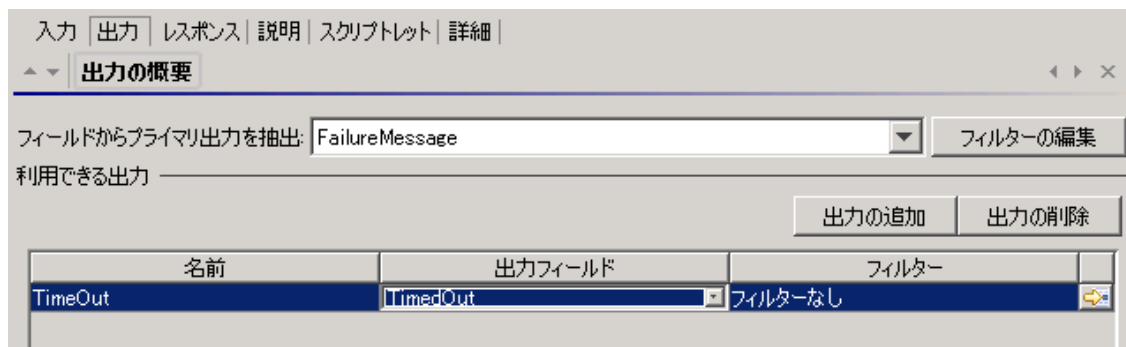 入力 出力 レスポンス 説明 スクリプトレット 詳細
出力の概要
フィールドからプライマリ出力を抽出: FailureMessage フィルターの編集
利用できる出力
出力の追加 出力の削除
名前 出力フィールド フィルター
TimeOut TimedOut フィルターなし